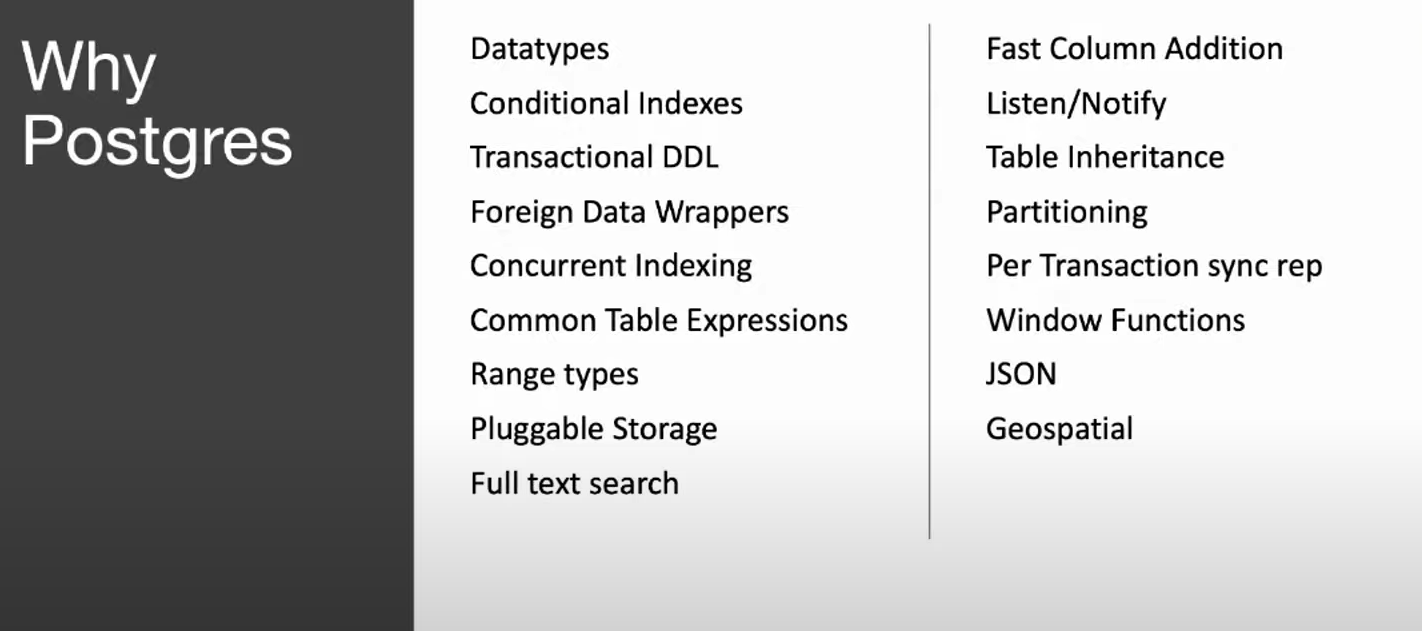 Why
Postgres
Datatypes
Conditional Indexes
Transactional DDL
Foreign Data Wrappers
Concurrent Indexing
Common Table Expressions
Range types
Pluggable Storage
Full text search
Fast Column Addition
Listen/Notify
Table Inheritance
Partitioning
Per Transaction sync rep
Window Functions
JSON
Geospatial